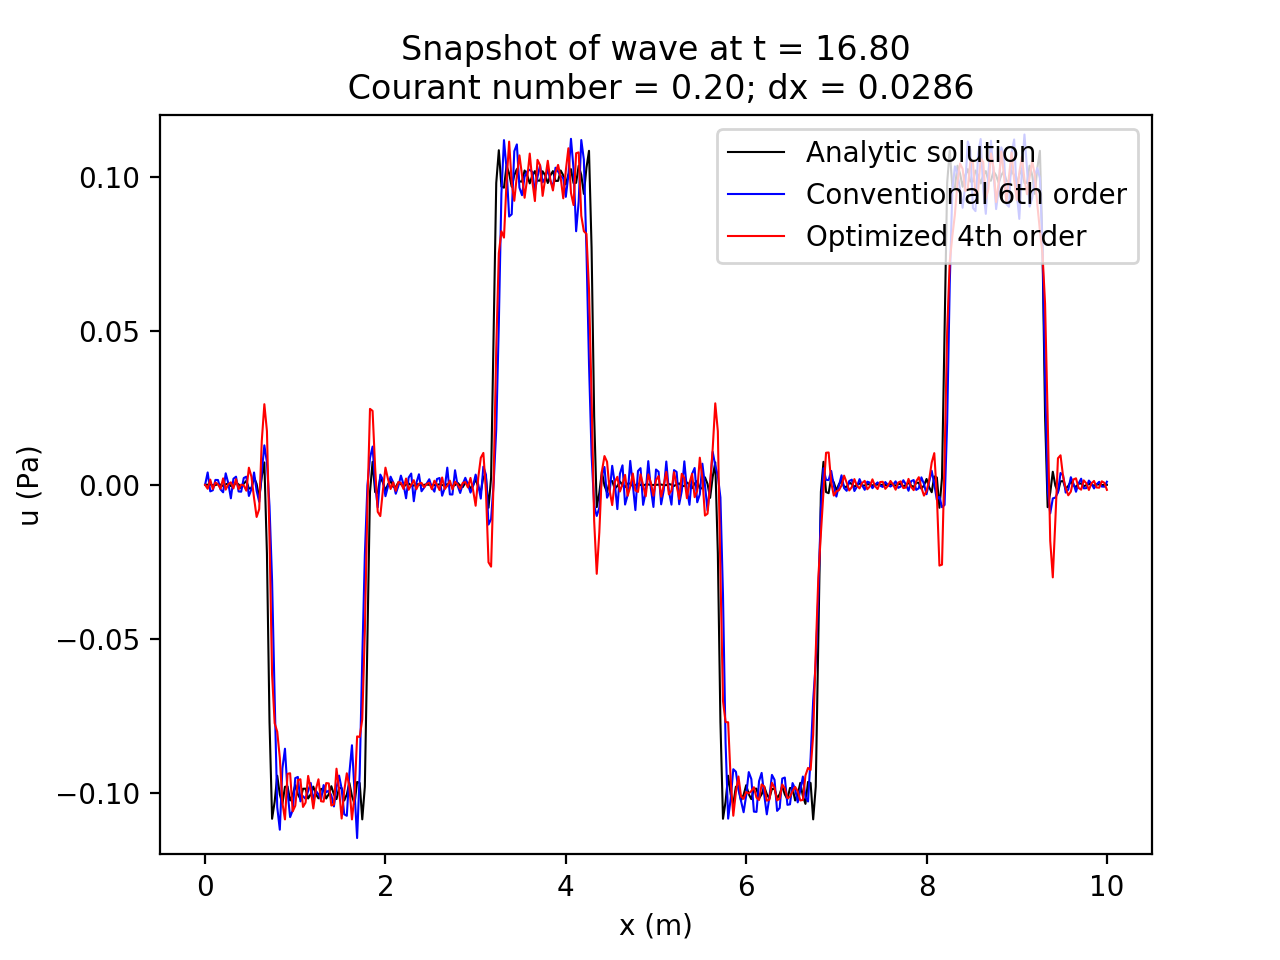 Snapshot of wave at t = 16.80
Courant number = 0.20; dx = 0.0286
Analytic solution
Conventional 6th order
Optimized 4th order
0.10
0.05
0.00
−0.05
−0.10
u (Pa)
0 2 4 6 8 10
x (m)